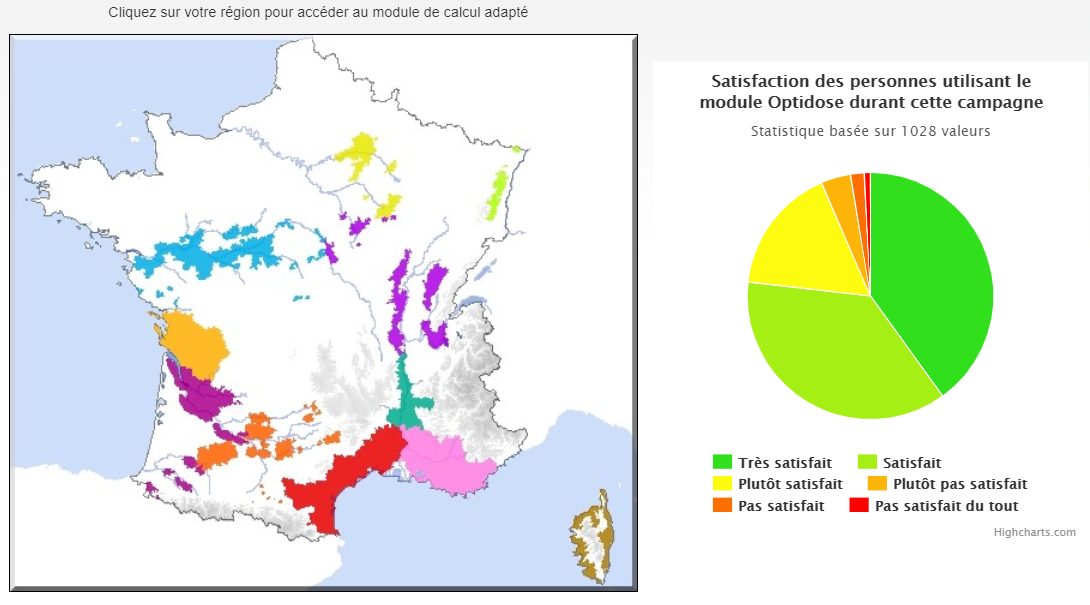 Cliquez sur votre région pour accéder au module de calcul adapté
Satisfaction des personnes utilisant le
module Optidose durant cette campagne
Statistique basée sur 1028 valeurs
Très satisfait
Satisfait
Plutôt satisfait
Plutôt pas satisfait
Pas satisfait
Pas satisfait du tout
Highcharts.com